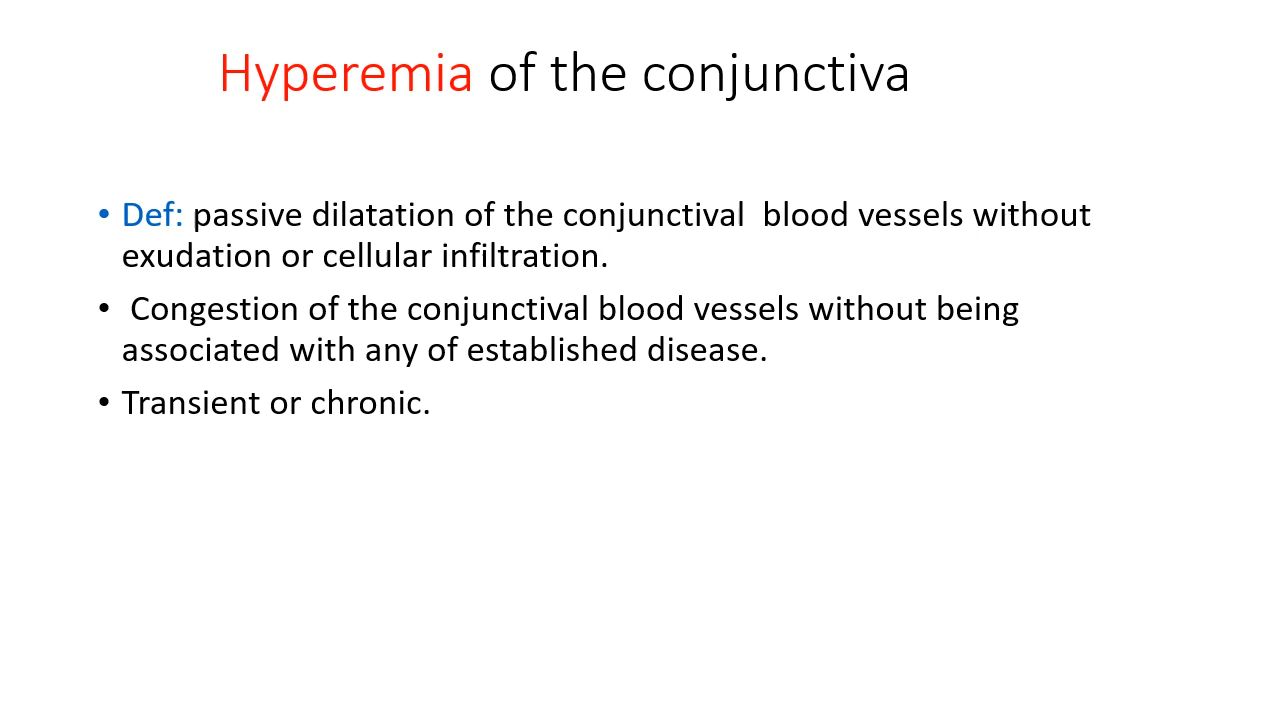 Hyperemia of the conjunctiva
• Def: passive dilatation of the conjunctival  blood vessels without
exudation or cellular infiltration.
•  Congestion of the conjunctival blood vessels without being
associated with any of established disease.
• Transient or chronic.